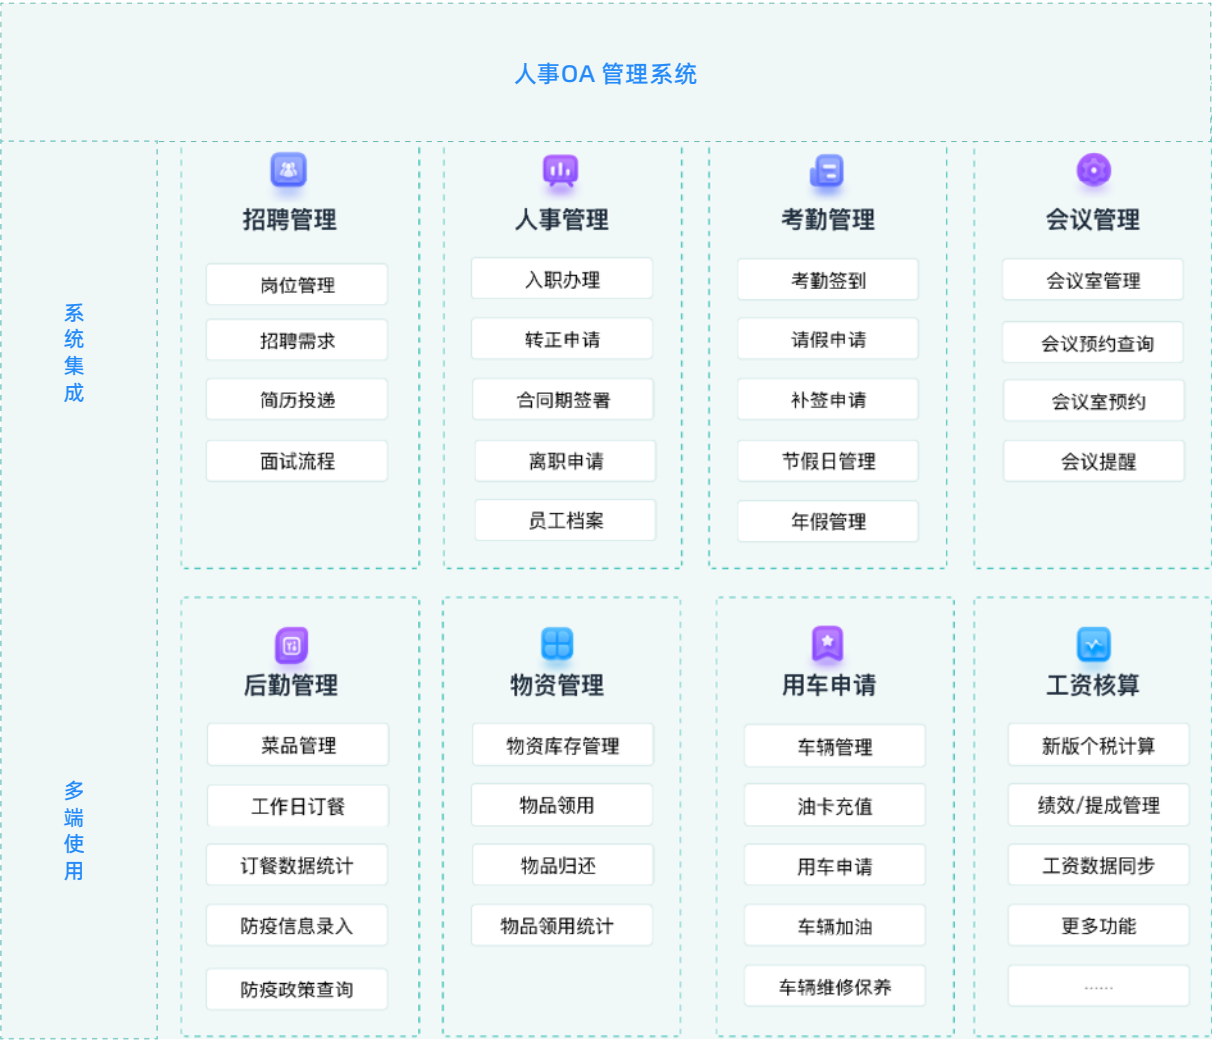 人事OA 管理系统
系统集成
多端使用
招聘管理
岗位管理
招聘需求
简历投递
面试流程
人事管理
入职办理
转正申请
合同期签署
离职申请
员工档案
考勤管理
考勤签到
请假申请
补签申请
节假日管理
年假管理
会议管理
会议室管理
会议预约查询
会议室预约
会议提醒
后勤管理
菜品管理
工作日订餐
订餐数据统计
防疫信息录入
防疫政策查询
物资管理
物资库存管理
物品领用
物品归还
物品领用统计
用车申请
车辆管理
油卡充值
用车申请
车辆加油
车辆维修保养
工资核算
新版个税计算
绩效/提成管理
工资数据同步
更多功能
......